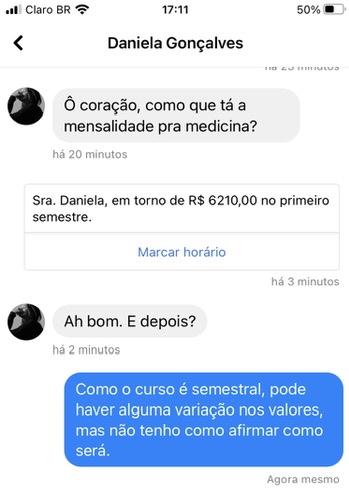 Claro BR 17:11 50%
Daniela Gonçalves
há 23 minutos
Ô coração, como que tá a
mensalidade pra medicina?
há 20 minutos
Sra. Daniela, em torno de R$ 6210,00 no primeiro
semestre.
Marcar horário
há 3 minutos
Ah bom. E depois?
há 2 minutos
Como o curso é semestral, pode
haver alguma variação nos valores,
mas não tenho como afirmar como
será.
Agora mesmo